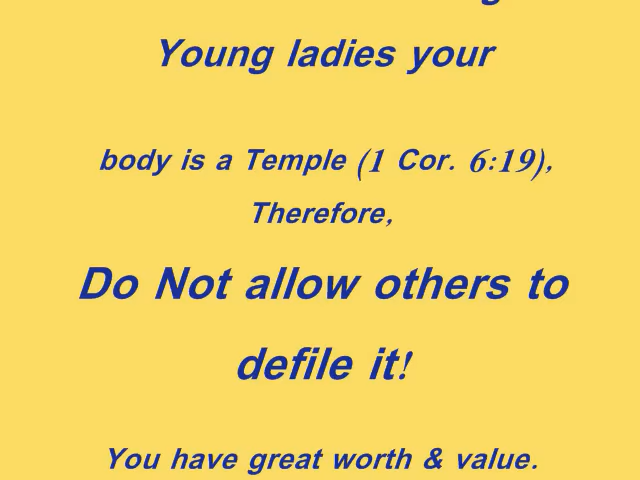 Young ladies your
body is a Temple (1 Cor. 6:19),
Therefore,
Do Not allow others to
defile it!
You have great worth & value.